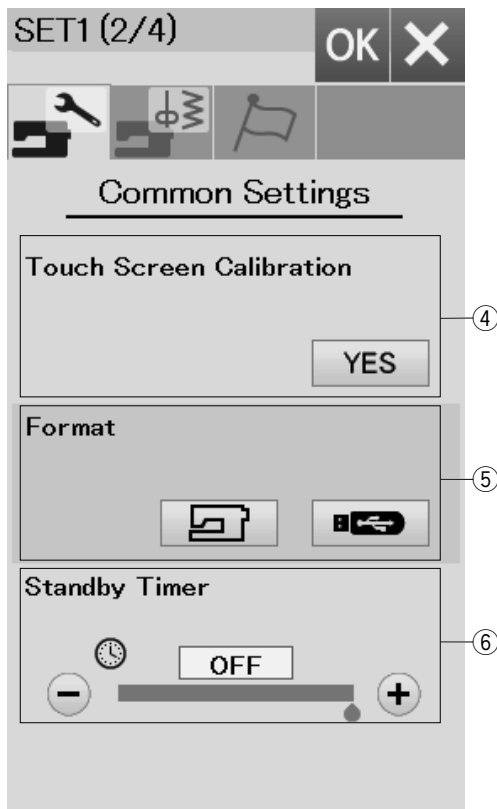 SET1 (2/4)
OK
Common Settings
Touch Screen Calibration
④
YES
Format
⑤
Standby Timer
⑥
OFF